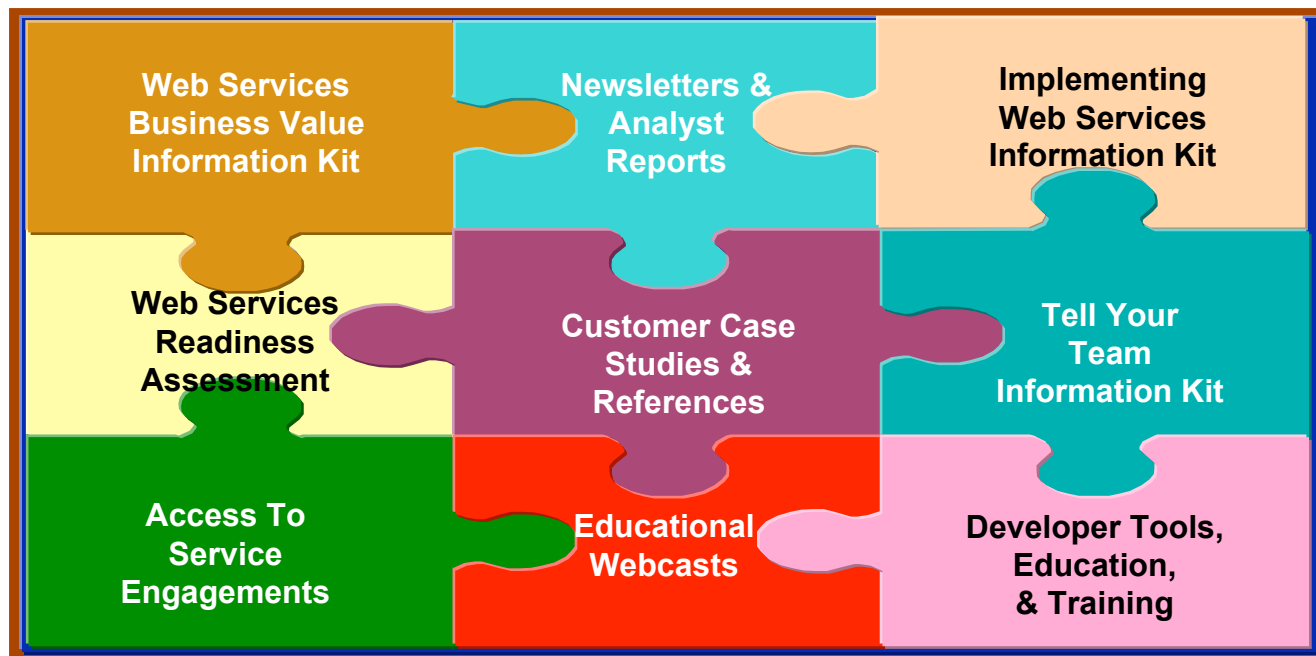 Web Services
Business Value
Information Kit
Newsletters &
Analyst
Reports
Implementing
Web Services
Information Kit
Web Services
Readiness
Assessment
Customer Case
Studies &
References
Tell Your
Team
Information Kit
Access To
Service
Engagements
Educational
Webcasts
Developer Tools,
Education,
& Training